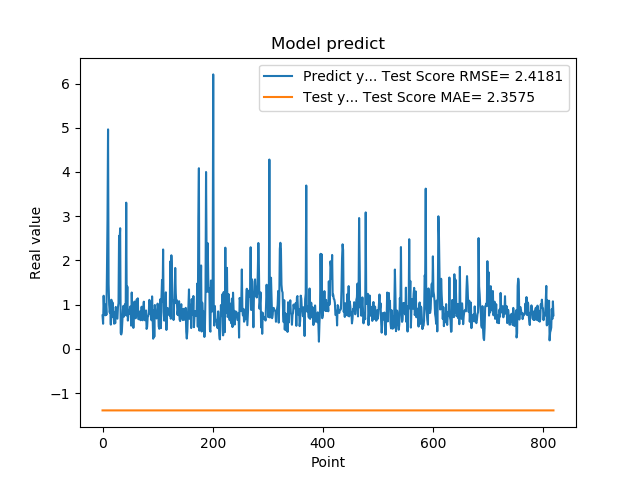 Model predict
Predict y... Test Score RMSE= 2.4181
Test y... Test Score MAE= 2.3575
Real value
6
5
4
3
2
1
0
−1
0 200 400 600 800
Point